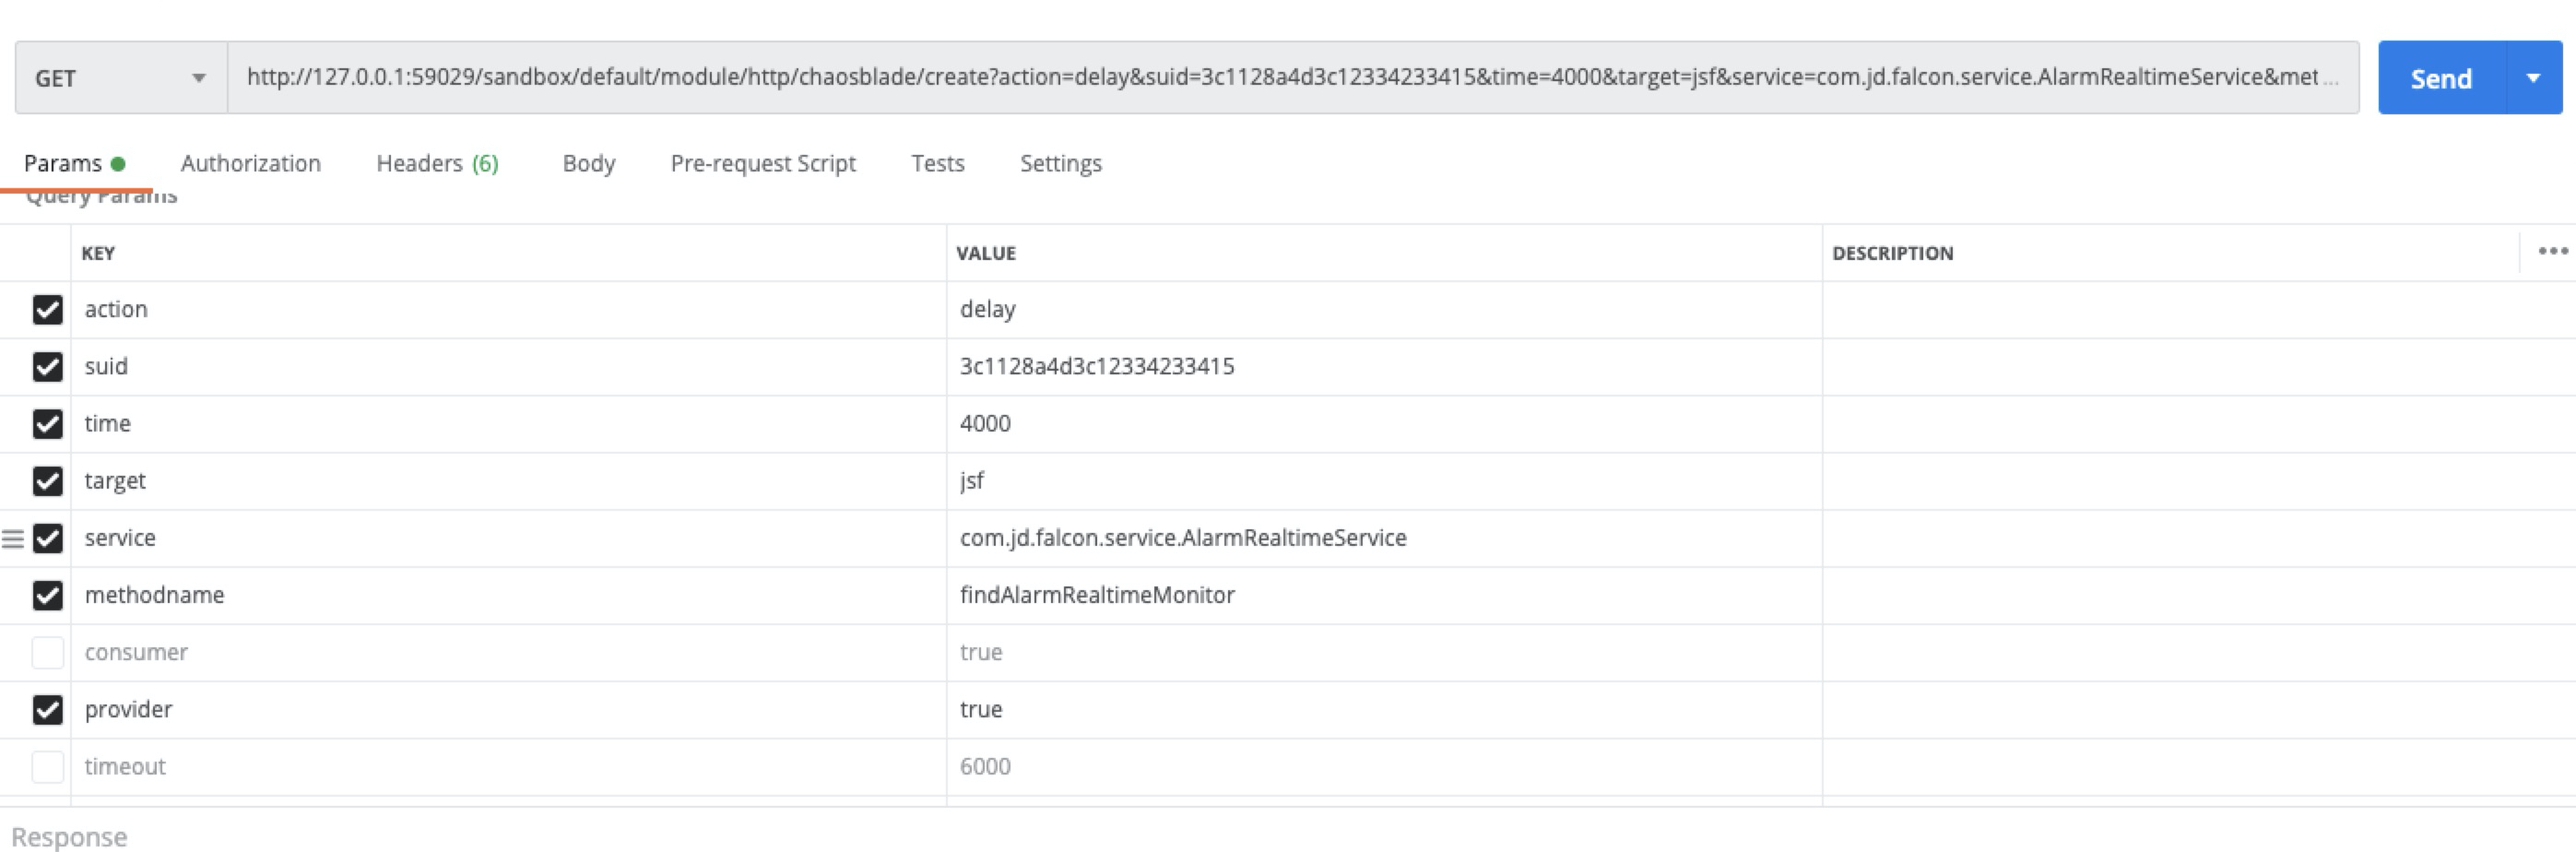 GET http://127.0.0.1:59029/sandbox/default/module/http/chaosblade/create?action=delay&suid=3c1128a4d3c12334233415&time=4000&target=jsf&service=com.jd.falcon.service.AlarmRealtimeService&met... Send
Params Authorization Headers (6) Body Pre-request Script Tests Settings
Query Params
KEY VALUE DESCRIPTION
action delay
suid 3c1128a4d3c12334233415
time 4000
target jsf
service com.jd.falcon.service.AlarmRealtimeService
methodname findAlarmRealtimeMonitor
consumer true
provider true
timeout 6000
Response